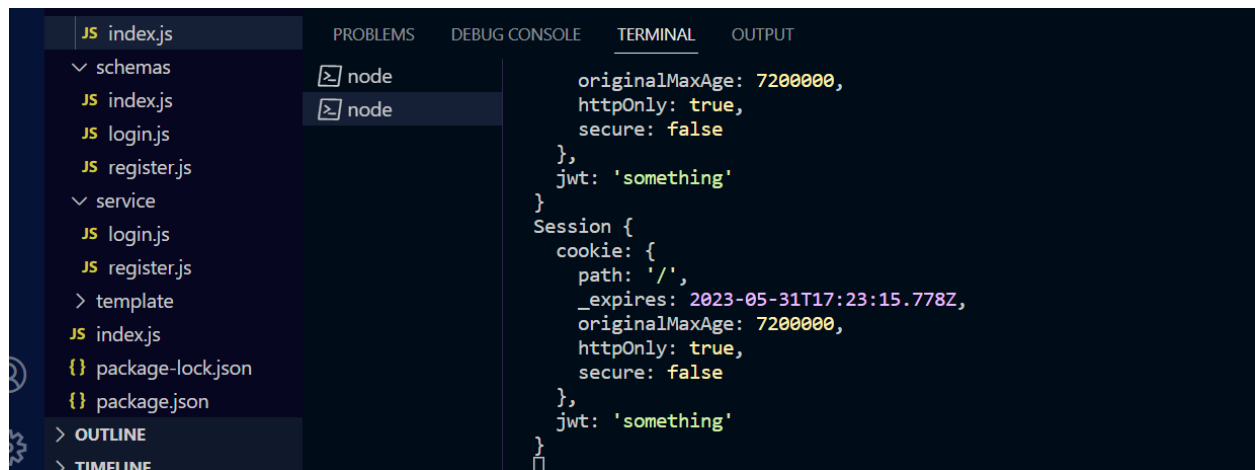 JS index.js
schemas
JS index.js
JS login.js
JS register.js
service
JS login.js
JS register.js
template
JS index.js
{} package-lock.json
{} package.json
OUTLINE
TIMELINE
PROBLEMS DEBUG CONSOLE TERMINAL OUTPUT
node
node
originalMaxAge: 7200000,
httpOnly: true,
secure: false
},
jwt: 'something'
}
Session {
cookie: {
path: '/',
_expires: 2023-05-31T17:23:15.778Z,
originalMaxAge: 7200000,
httpOnly: true,
secure: false
},
jwt: 'something'
}